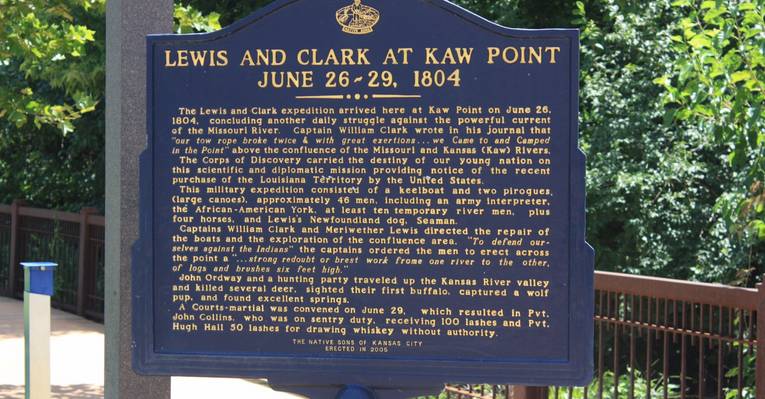 LEWIS AND CLARK AT KAW POINT
JUNE 26-29, 1804
The Lewis and Clark expedition arrived here at Kaw Point on June 26,
1804, concluding another daily struggle against the powerful current
of the Missouri River. Captain William Clark wrote in his journal that
"our tow rope broke twice & with great exertions...we Came to and Camped
in the Point" above the confluence of the Missouri and Kansas (Kaw) Rivers.
The Corps of Discovery carried the destiny of our young nation on
this scientific and diplomatic mission providing notice of the recent
purchase of the Louisiana Territory by the United States.
This military expedition consisted of a keelboat and two pirogues,
(large canoes), approximately 46 men, including an army interpreter,
the African-American York, at least ten temporary river men, plus
four horses, and Lewis's Newfoundland dog, Seaman.
Captains William Clark and Meriwether Lewis directed the repair of
the boats and the exploration of the confluence area. "To defend our-
selves against the Indians" the captains ordered the men to erect across
the point a "...strong redoubt or brest work frome one river to the other,
of logs and brushes six feet high."
John Ordway and a hunting party traveled up the Kansas River valley
and killed several deer, sighted their first buffalo, captured a wolf
pup, and found excellent springs.
A Courts-martial was convened on June 29, which resulted in Pvt.
John Collins, who was on sentry duty, receiving 100 lashes and Pvt.
Hugh Hall 50 lashes for drawing whiskey without authority.
THE NATIVE SONS OF KANSAS CITY
ERECTED IN 2005